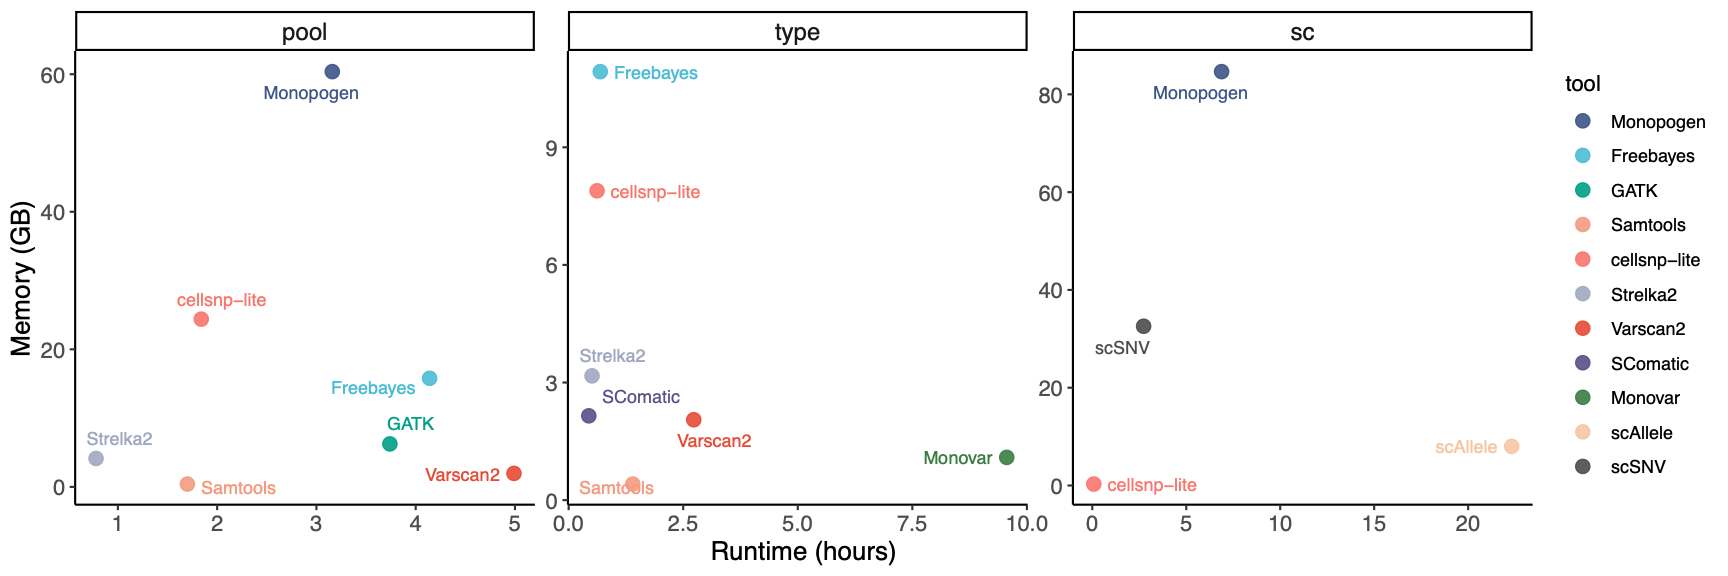 pool
type
sc
Memory (GB)
60
40
20
0
Monopogen
cellsnp−lite
Freebayes
GATK
Strelka2
Varscan2
Samtools
1
2
3
4
5
9
6
3
0
Freebayes
cellsnp−lite
Strelka2
SComatic
Varscan2
Monovar
Samtools
0.0
2.5
5.0
7.5
10.0
80
60
40
20
0
Monopogen
scSNV
scAllele
cellsnp−lite
0
5
10
15
20
Runtime (hours)
tool
Monopogen
Freebayes
GATK
Samtools
cellsnp−lite
Strelka2
Varscan2
SComatic
Monovar
scAllele
scSNV